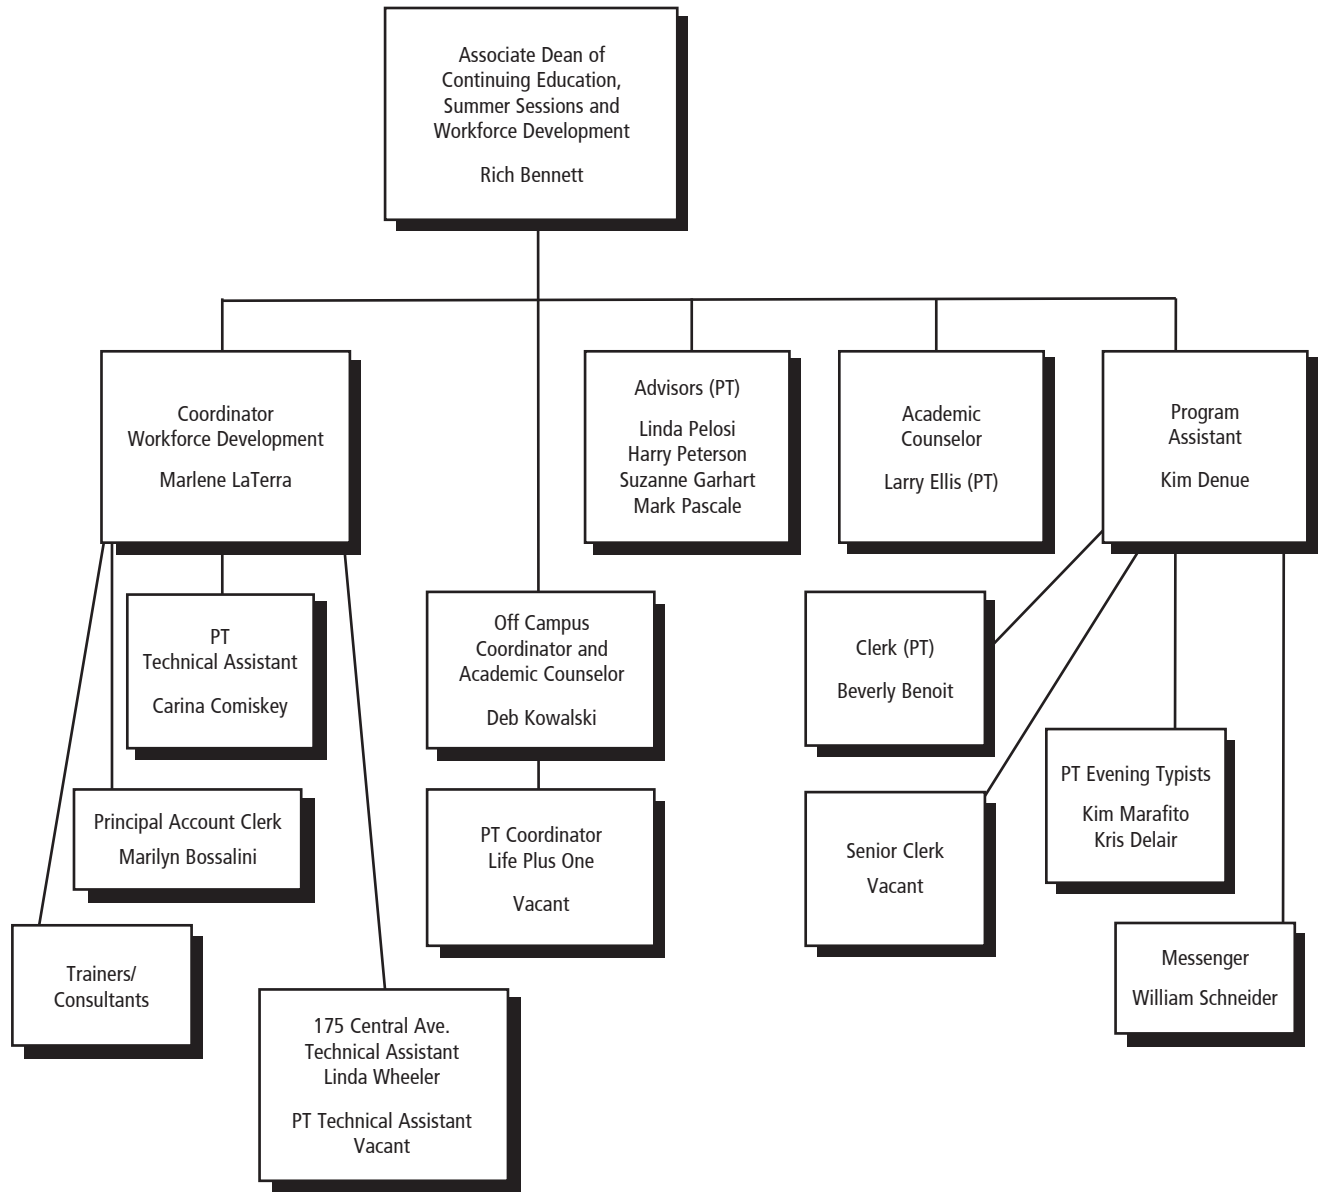 Associate Dean of
Continuing Education,
Summer Sessions and
Workforce Development
Rich Bennett
Coordinator
Workforce Development
Marlene LaTerra
Advisors (PT)
Linda Pelosi
Harry Peterson
Suzanne Garhart
Mark Pascale
Academic
Counselor
Larry Ellis (PT)
Program
Assistant
Kim Denue
PT
Technical Assistant
Carina Comiskey
Off Campus
Coordinator and
Academic Counselor
Deb Kowalski
Clerk (PT)
Beverly Benoit
Principal Account Clerk
Marilyn Bossalini
PT Coordinator
Life Plus One
Vacant
Senior Clerk
Vacant
PT Evening Typists
Kim Marafito
Kris Delair
Trainers/
Consultants
175 Central Ave.
Technical Assistant
Linda Wheeler
PT Technical Assistant
Vacant
Messenger
William Schneider